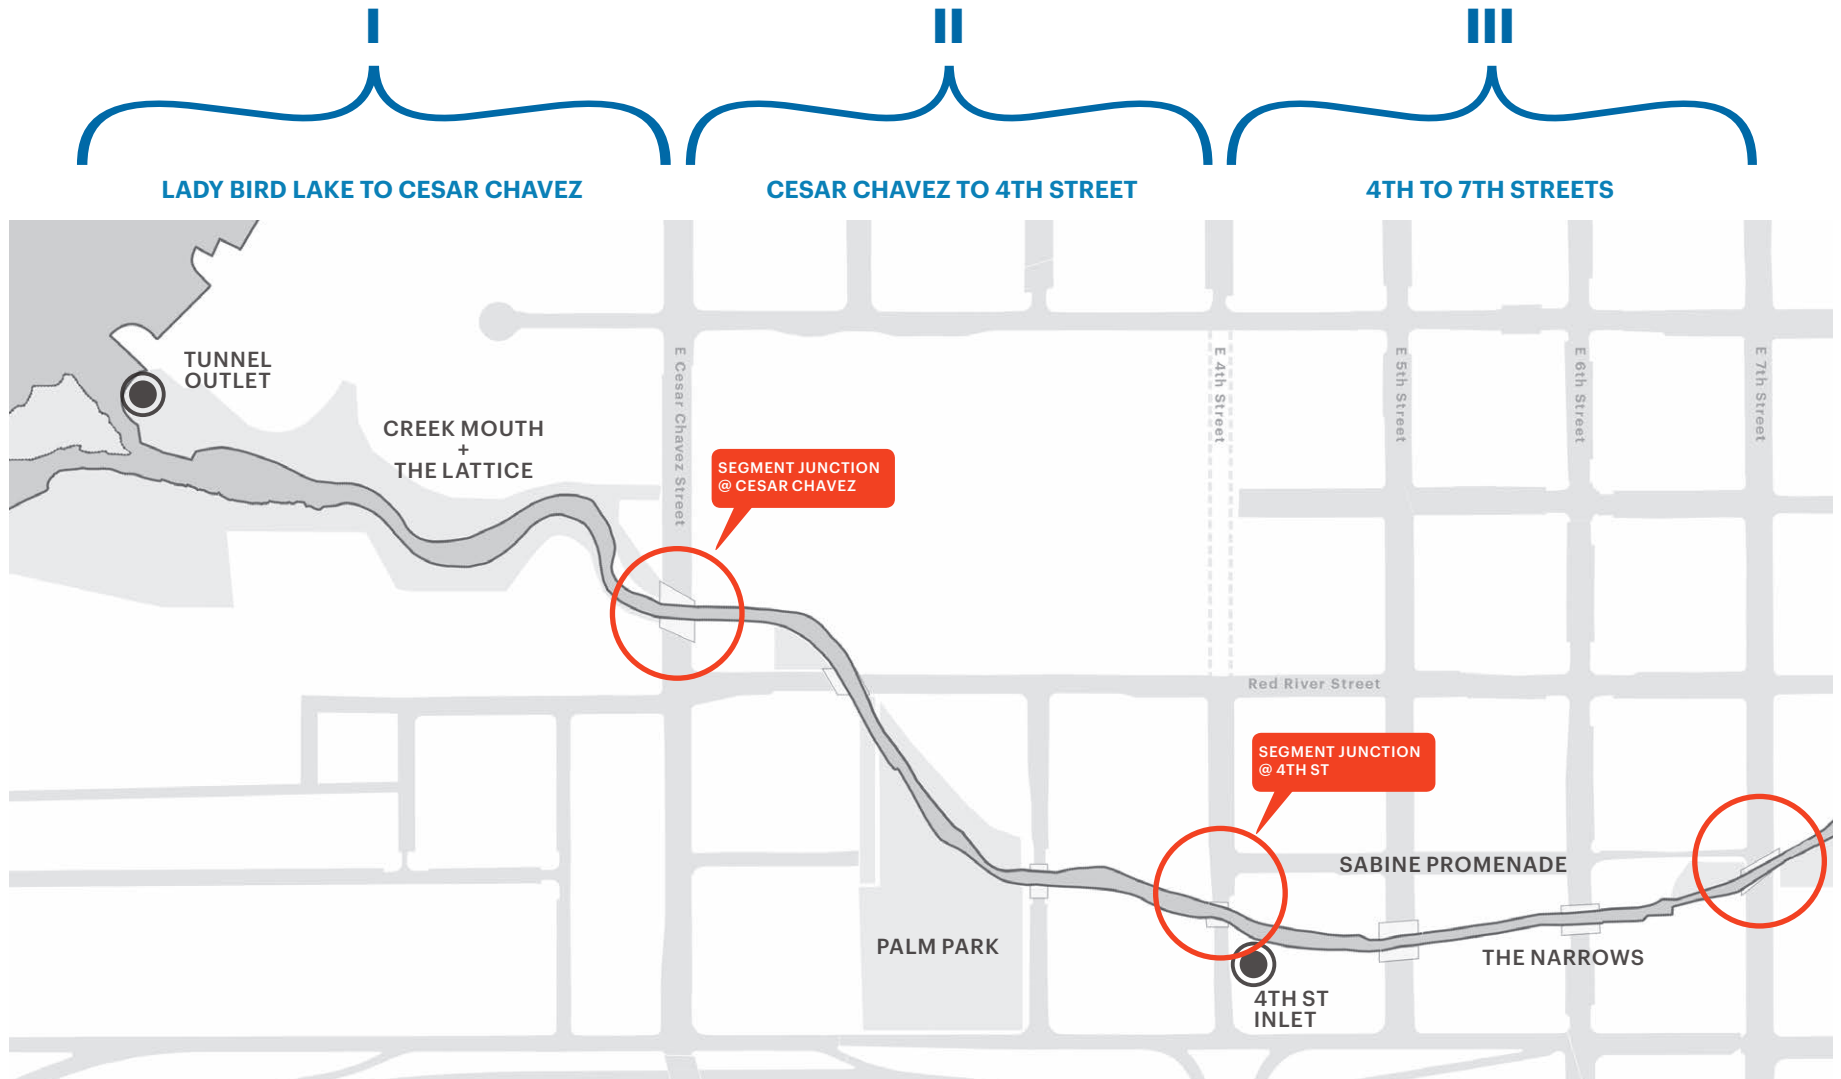 I
II
III
LADY BIRD LAKE TO CESAR CHAVEZ
CESAR CHAVEZ TO 4TH STREET
4TH TO 7TH STREETS
TUNNEL
OUTLET
CREEK MOUTH
+
THE LATTICE
E Cesar Chavez Street
SEGMENT JUNCTION
@ CESAR CHAVEZ
E 4th Street
E 5th Street
E 6th Street
E 7th Street
Red River Street
SEGMENT JUNCTION
@ 4TH ST
SABINE PROMENADE
PALM PARK
THE NARROWS
4TH ST
INLET